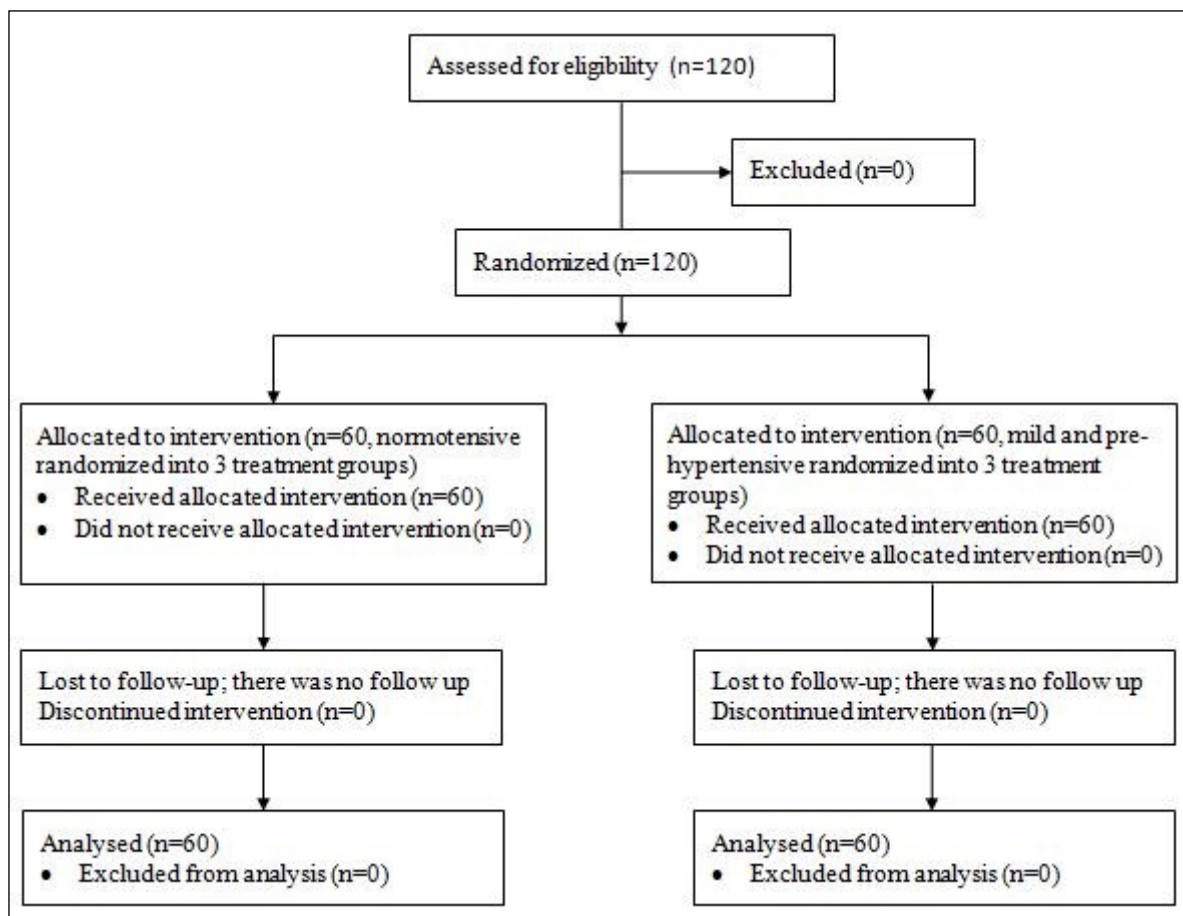 Assessed for eligibility (n=120)
Excluded (n=0)
Randomized (n=120)
Allocated to intervention (n=60, normotensive
randomized into 3 treatment groups)
• Received allocated intervention (n=60)
• Did not receive allocated intervention (n=0)
Allocated to intervention (n=60, mild and pre-
hypertensive randomized into 3 treatment
groups)
• Received allocated intervention (n=60)
• Did not receive allocated intervention (n=0)
Lost to follow-up; there was no follow up
Discontinued intervention (n=0)
Lost to follow-up; there was no follow up
Discontinued intervention (n=0)
Analysed (n=60)
• Excluded from analysis (n=0)
Analysed (n=60)
• Excluded from analysis (n=0)